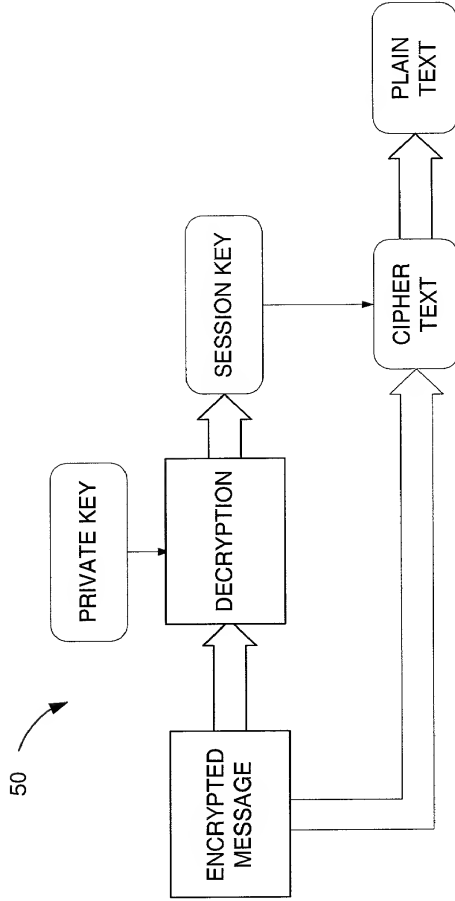 50
PRIVATE KEY
ENCRYPTED
MESSAGE
DECRYPTION
SESSION KEY
CIPHER
TEXT
PLAIN
TEXT